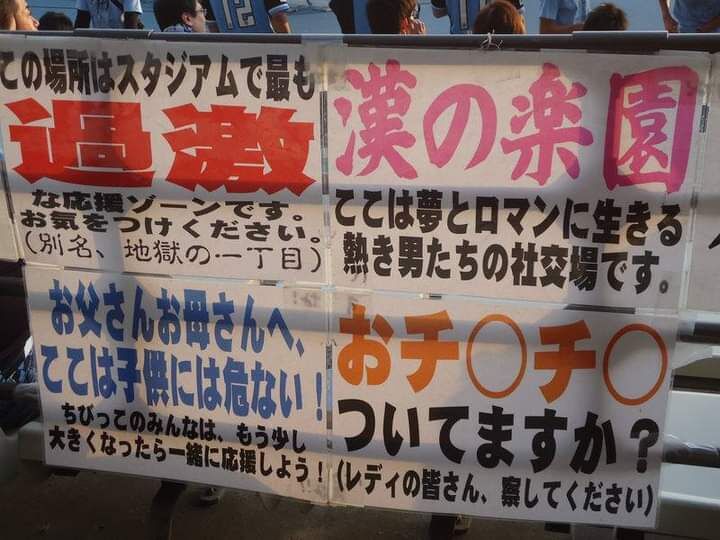 12
12
この場所はスタジアムで最も
過激
な応援ゾーンです。
お気をつけください。
(別名、地獄の一丁目)
漢の楽園
ここは夢とロマンに生きる
熱き男たちの社交場です。
お父さんお母さんへ、
ここは子供には危ない!
ちびっこのみんなは、もう少し
大きくなったら一緒に応援しよう!
おチ○チ○
ついてますか?
(レディの皆さん、察してください)